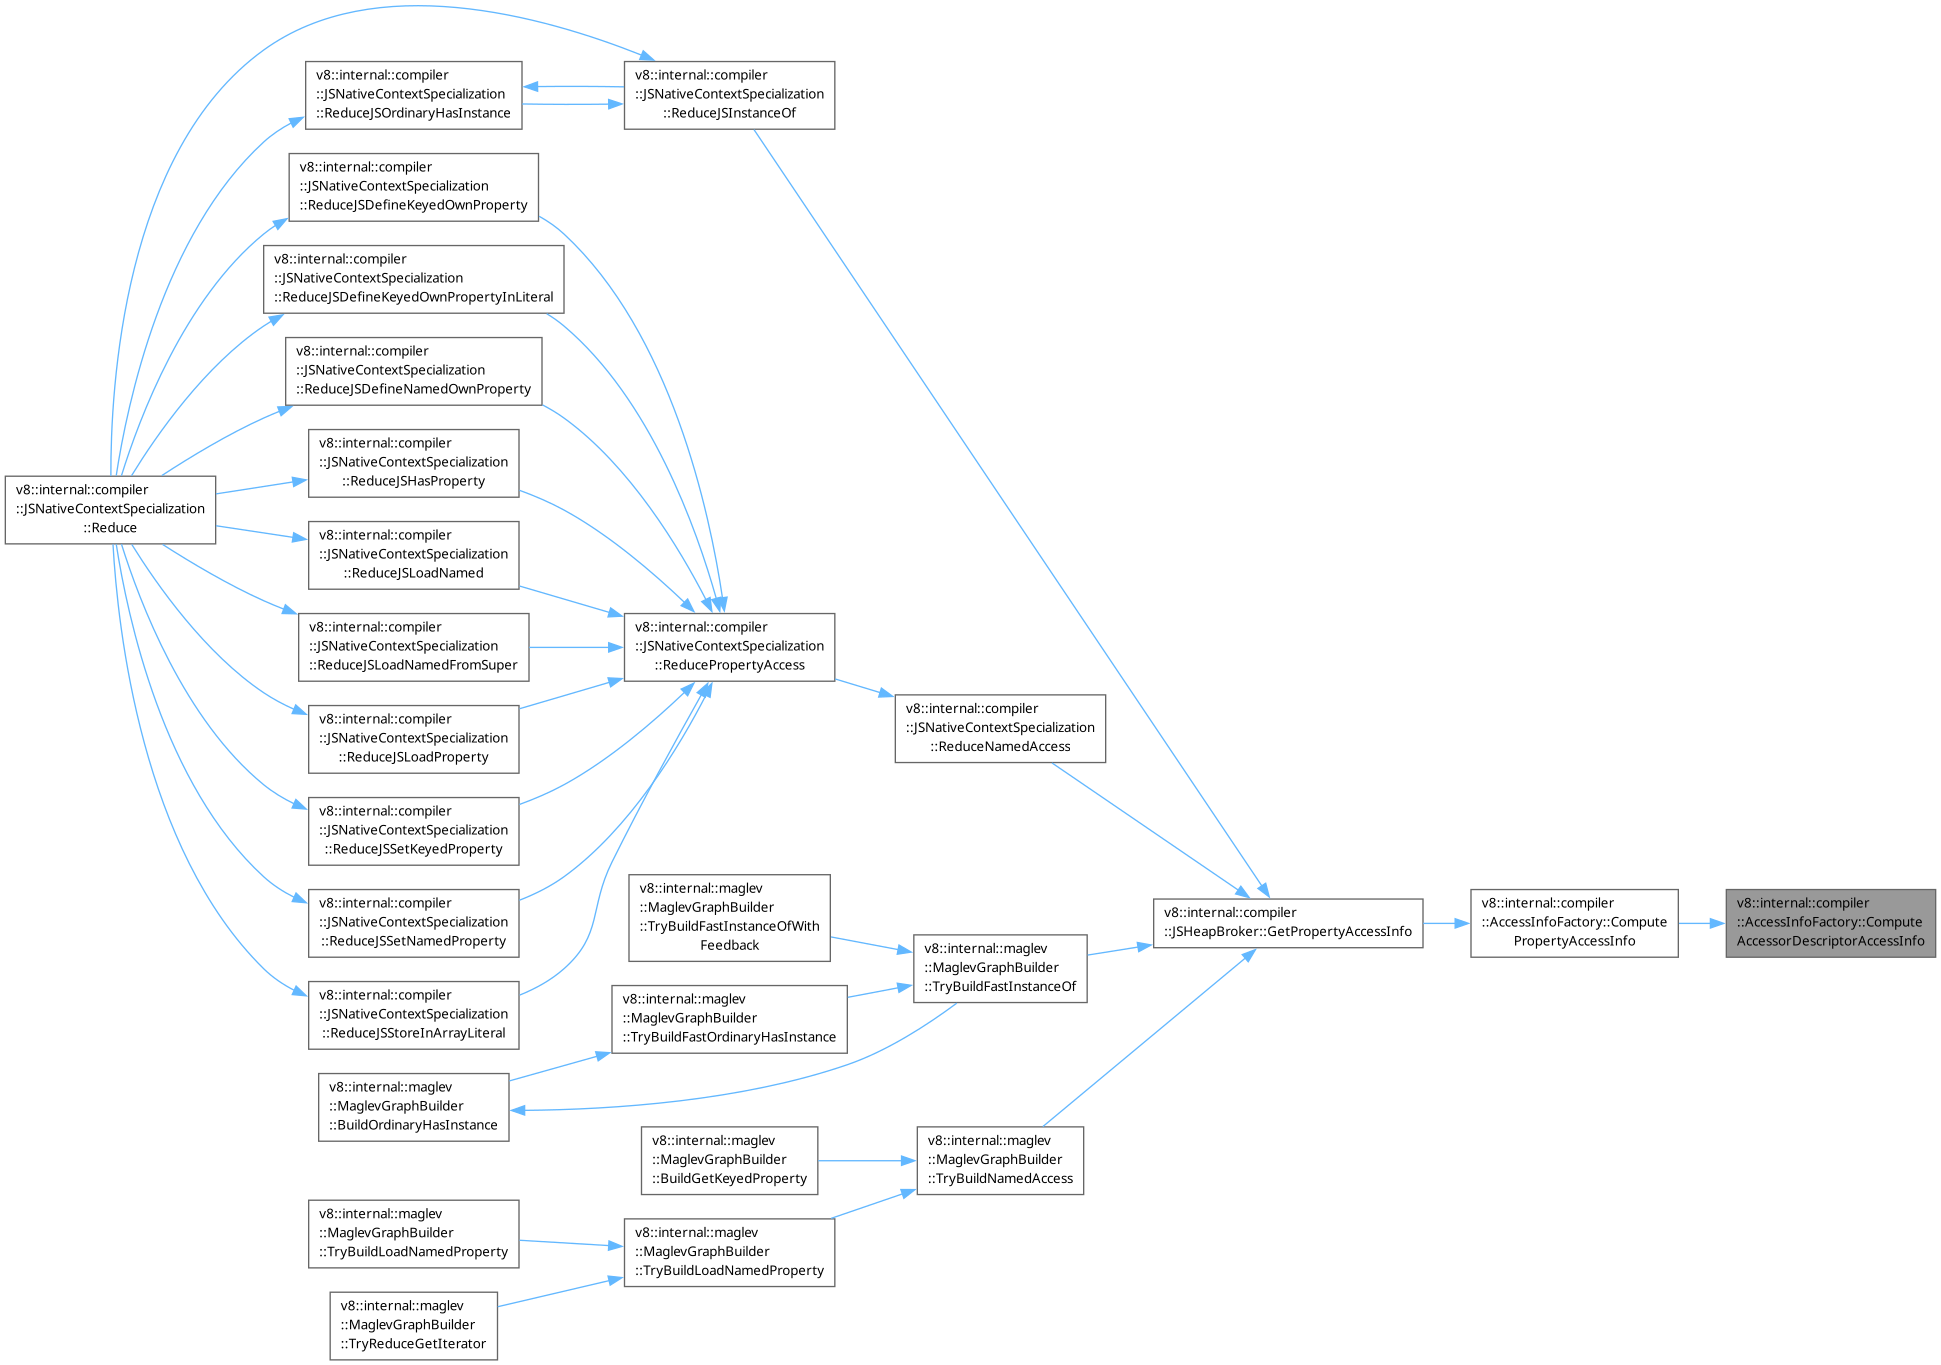 v8::internal::compiler
::JSNativeContextSpecialization
::Reduce
v8::internal::compiler
::JSNativeContextSpecialization
::ReduceJSOrdinaryHasInstance
v8::internal::compiler
::JSNativeContextSpecialization
::ReduceJSInstanceOf
v8::internal::compiler
::JSNativeContextSpecialization
::ReduceJSDefineKeyedOwnProperty
v8::internal::compiler
::JSNativeContextSpecialization
::ReduceJSDefineKeyedOwnPropertyInLiteral
v8::internal::compiler
::JSNativeContextSpecialization
::ReduceJSDefineNamedOwnProperty
v8::internal::compiler
::JSNativeContextSpecialization
::ReduceJSHasProperty
v8::internal::compiler
::JSNativeContextSpecialization
::ReduceJSLoadNamed
v8::internal::compiler
::JSNativeContextSpecialization
::ReduceJSLoadNamedFromSuper
v8::internal::compiler
::JSNativeContextSpecialization
::ReduceJSLoadProperty
v8::internal::compiler
::JSNativeContextSpecialization
::ReduceJSSetKeyedProperty
v8::internal::compiler
::JSNativeContextSpecialization
::ReduceJSSetNamedProperty
v8::internal::compiler
::JSNativeContextSpecialization
::ReduceJSStoreInArrayLiteral
v8::internal::compiler
::JSNativeContextSpecialization
::ReducePropertyAccess
v8::internal::compiler
::JSNativeContextSpecialization
::ReduceNamedAccess
v8::internal::maglev
::MaglevGraphBuilder
::TryBuildFastInstanceOfWith
Feedback
v8::internal::maglev
::MaglevGraphBuilder
::TryBuildFastInstanceOf
v8::internal::maglev
::MaglevGraphBuilder
::TryBuildFastOrdinaryHasInstance
v8::internal::maglev
::MaglevGraphBuilder
::BuildOrdinaryHasInstance
v8::internal::compiler
::JSHeapBroker::GetPropertyAccessInfo
v8::internal::compiler
::AccessInfoFactory::Compute
PropertyAccessInfo
v8::internal::compiler
::AccessInfoFactory::Compute
AccessorDescriptorAccessInfo
v8::internal::maglev
::MaglevGraphBuilder
::BuildGetKeyedProperty
v8::internal::maglev
::MaglevGraphBuilder
::TryBuildNamedAccess
v8::internal::maglev
::MaglevGraphBuilder
::TryBuildLoadNamedProperty
v8::internal::maglev
::MaglevGraphBuilder
::TryBuildLoadNamedProperty
v8::internal::maglev
::MaglevGraphBuilder
::TryReduceGetIterator